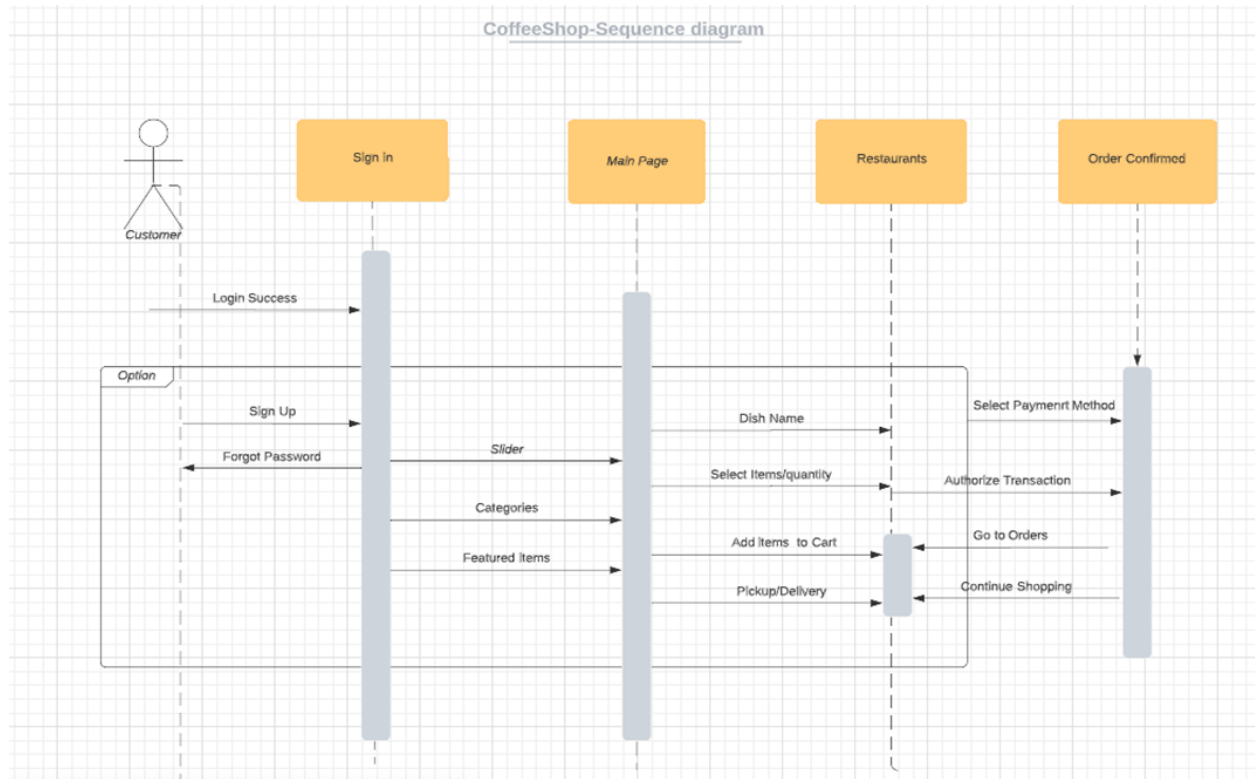 CoffeeShop-Sequence diagram
Sign in
Main Page
Restaurants
Order Confirmed
Customer
Login Success
Option
Sign Up
Dish Name
Select Paymenrt Method
Forgot Password
Slider
Select Items/quantity
Authorize Transaction
Categories
Add items to Cart
Go to Orders
Featured Items
Pickup/Delivery
Continue Shopping